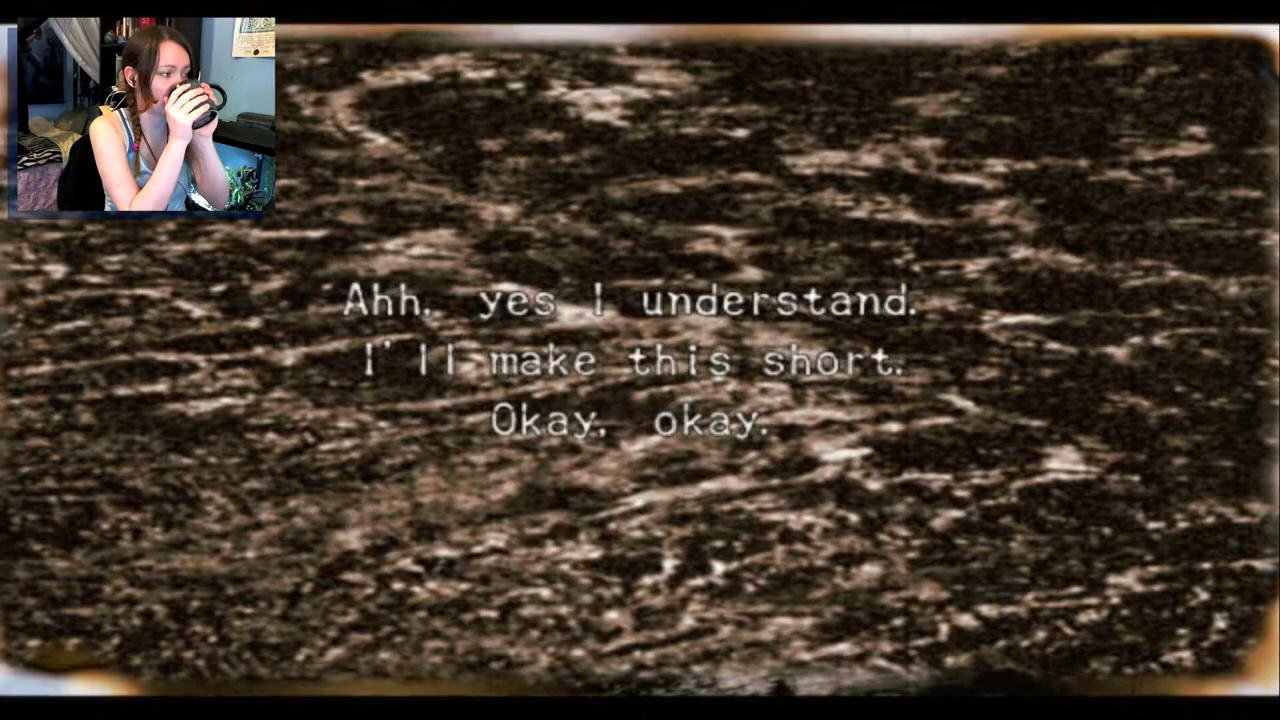 Ahh, yes I understand.
I'll make this short.
Okay, okay.